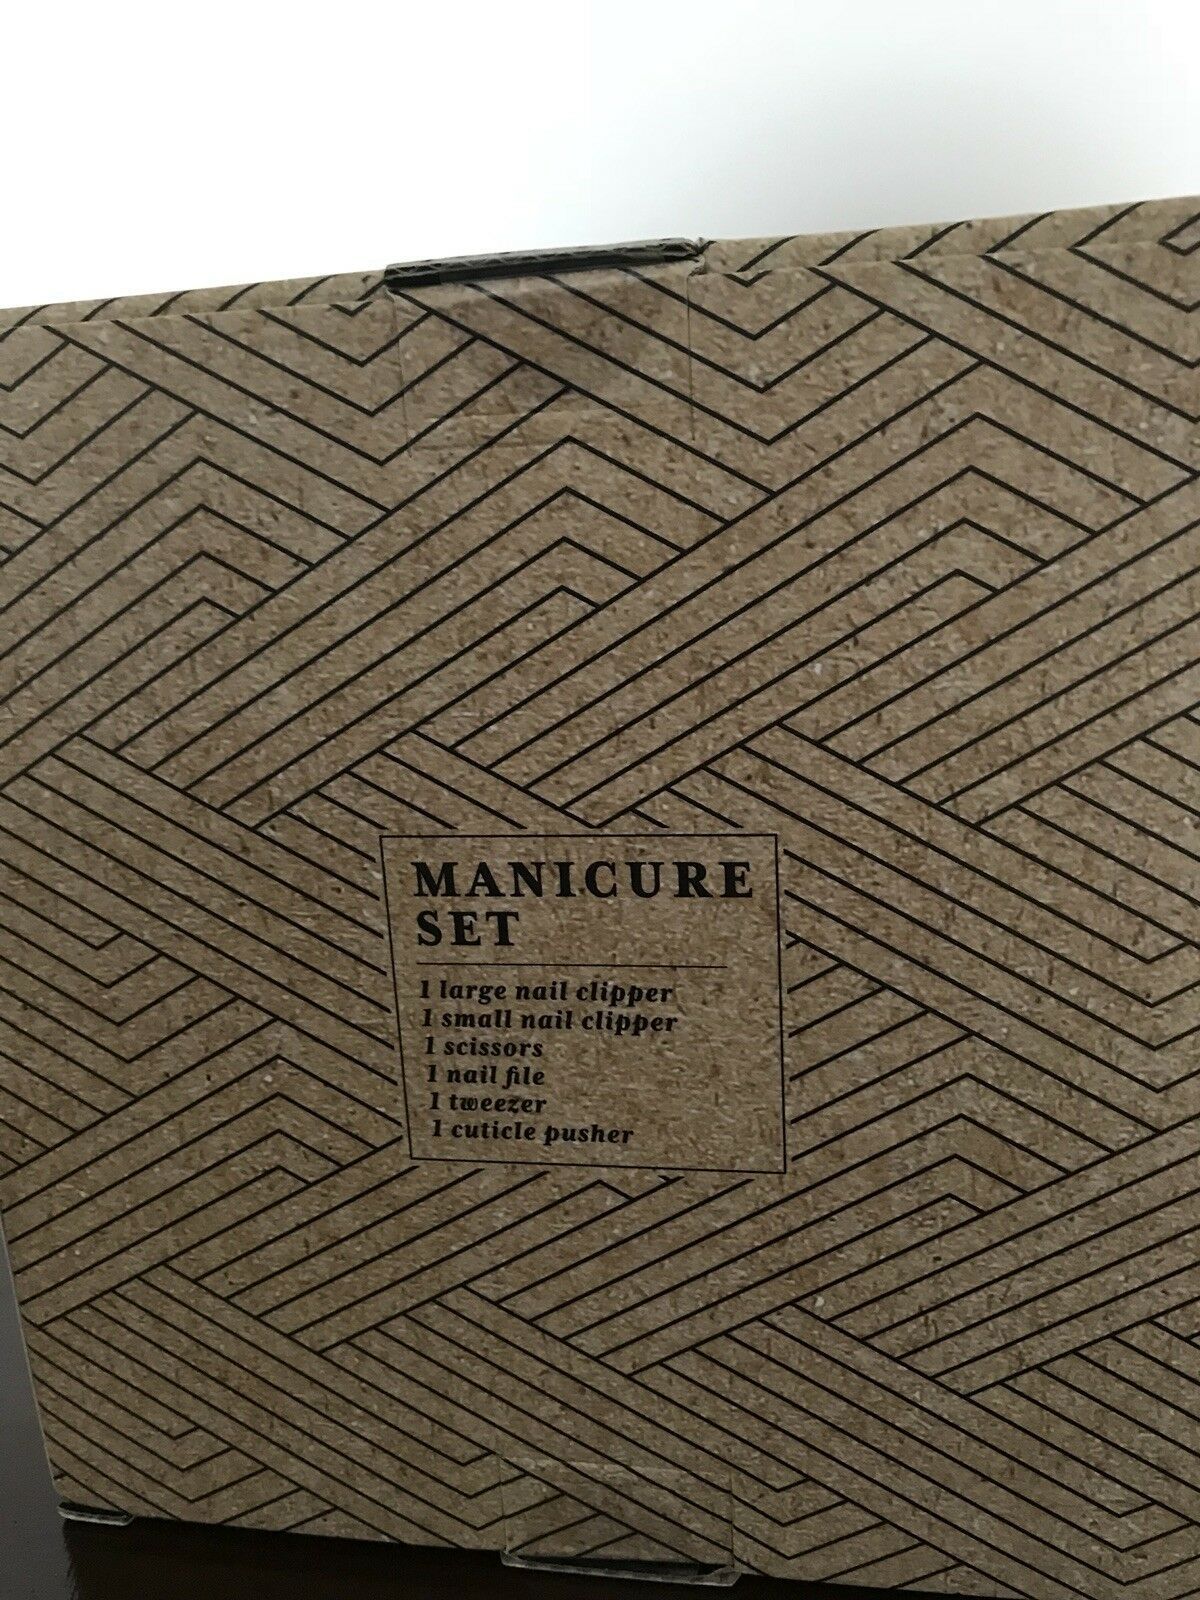 MANICURE
SET
1 large nail clipper
1 small nail clipper
1 scissors
1 nail file
1 tweezer
1 cuticle pusher